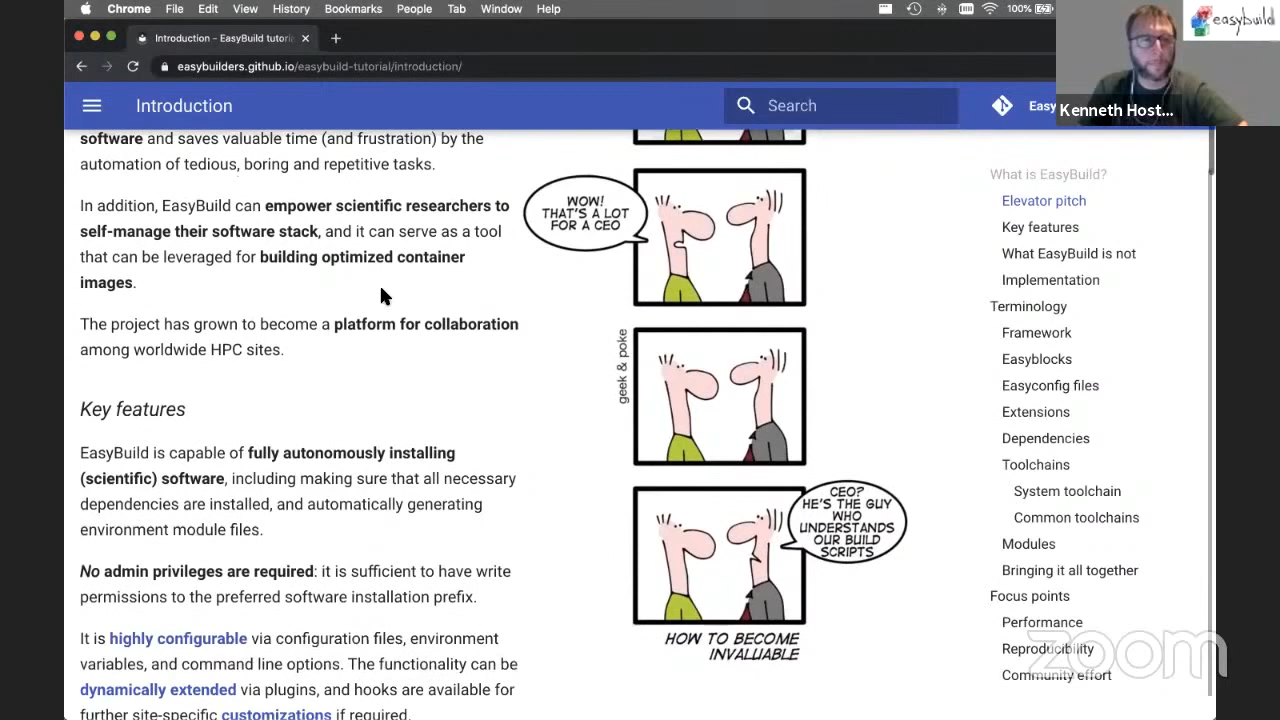 Chrome File Edit View History Bookmarks People Tab Window Help
100%
Introduction - EasyBuild tutori
easybuilders.github.io/easybuild-tutorial/introduction/
easybuild
Kenneth Host...
Introduction
Search
Easy
software and saves valuable time (and frustration) by the
automation of tedious, boring and repetitive tasks.
In addition, EasyBuild can empower scientific researchers to
self-manage their software stack, and it can serve as a tool
that can be leveraged for building optimized container
images.
The project has grown to become a platform for collaboration
among worldwide HPC sites.
Key features
EasyBuild is capable of fully autonomously installing
(scientific) software, including making sure that all necessary
dependencies are installed, and automatically generating
environment module files.
No admin privileges are required: it is sufficient to have write
permissions to the preferred software installation prefix.
It is highly configurable via configuration files, environment
variables, and command line options. The functionality can be
dynamically extended via plugins, and hooks are available for
further site-specific customizations if required.
WOW!
THAT'S A LOT
FOR A CEO
geek & poke
CEO?
HE'S THE GUY
WHO
UNDERSTANDS
OUR BUILD
SCRIPTS
HOW TO BECOME
INVALUABLE
What is EasyBuild?
Elevator pitch
Key features
What EasyBuild is not
Implementation
Terminology
Framework
Easyblocks
Easyconfig files
Extensions
Dependencies
Toolchains
System toolchain
Common toolchains
Modules
Bringing it all together
Focus points
Performance
Reproducibility
Community effort
zoom